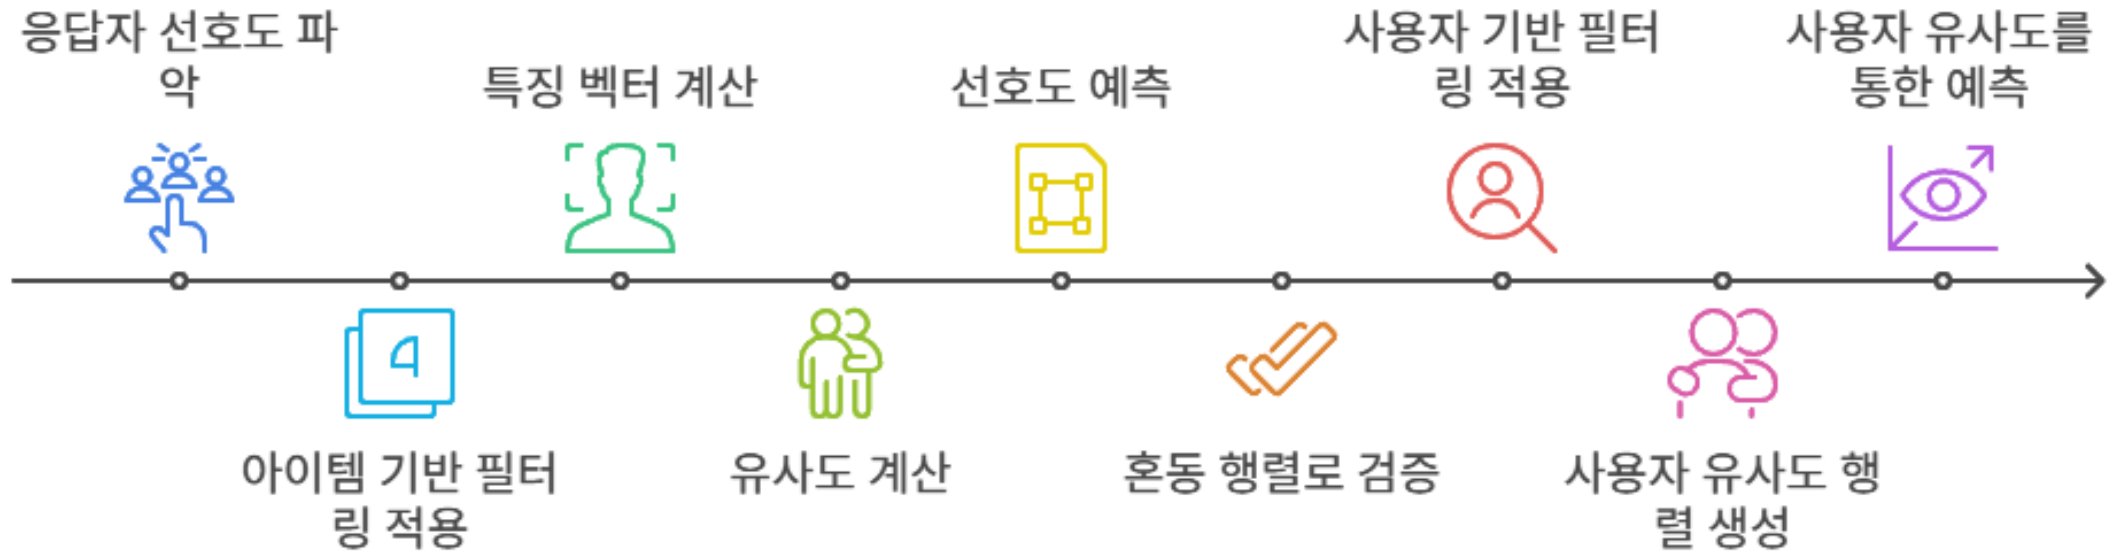 응답자 선호도 파
악
아이템 기반 필터
링 적용
특징 벡터 계산
유사도 계산
선호도 예측
혼동 행렬로 검증
사용자 기반 필터
링 적용
사용자 유사도 행
렬 생성
사용자 유사도를
통한 예측